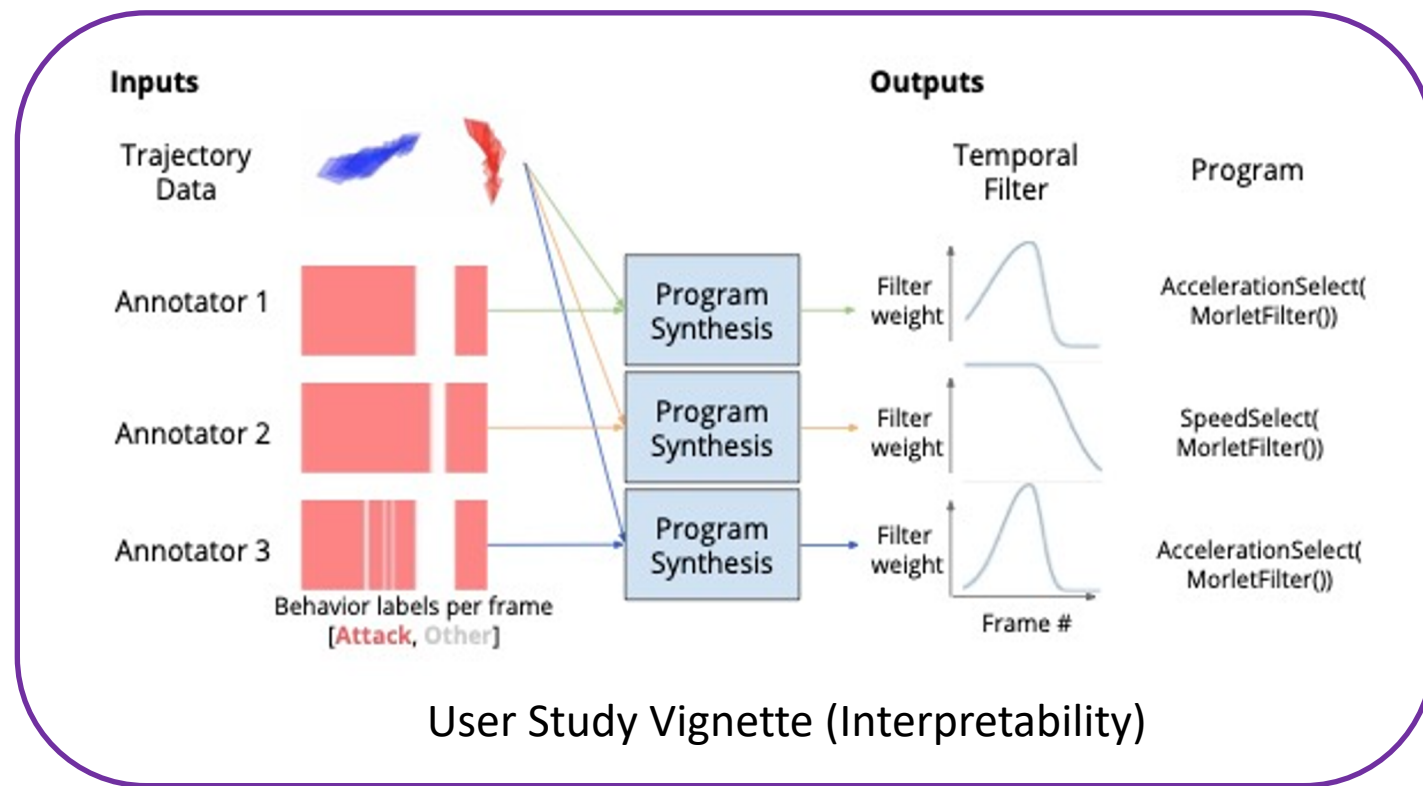 Inputs
Outputs
Trajectory
Data
Temporal
Filter
Program
Annotator 1
Program
Synthesis
Filter
weight
AccelerationSelect(
MorletFilter())
Annotator 2
Program
Synthesis
Filter
weight
SpeedSelect(
MorletFilter())
Annotator 3
Program
Synthesis
Filter
weight
AccelerationSelect(
MorletFilter())
Behavior labels per frame
[Attack, Other]
Frame #
User Study Vignette (Interpretability)